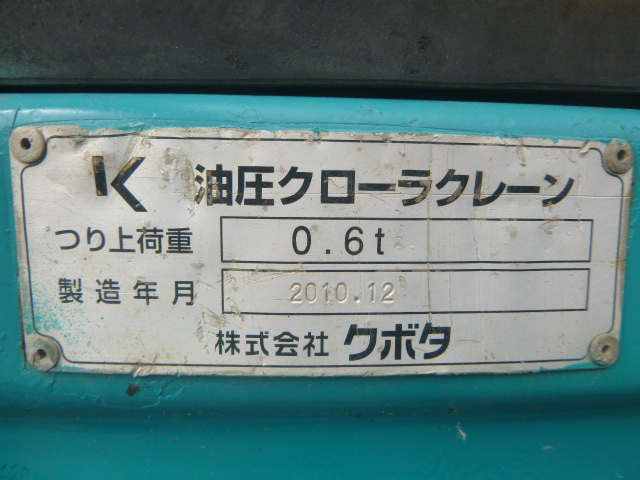 K 油圧クローラクレーン
つり上荷重 0.6t
製造年月 2010.12
株式会社 クボタ